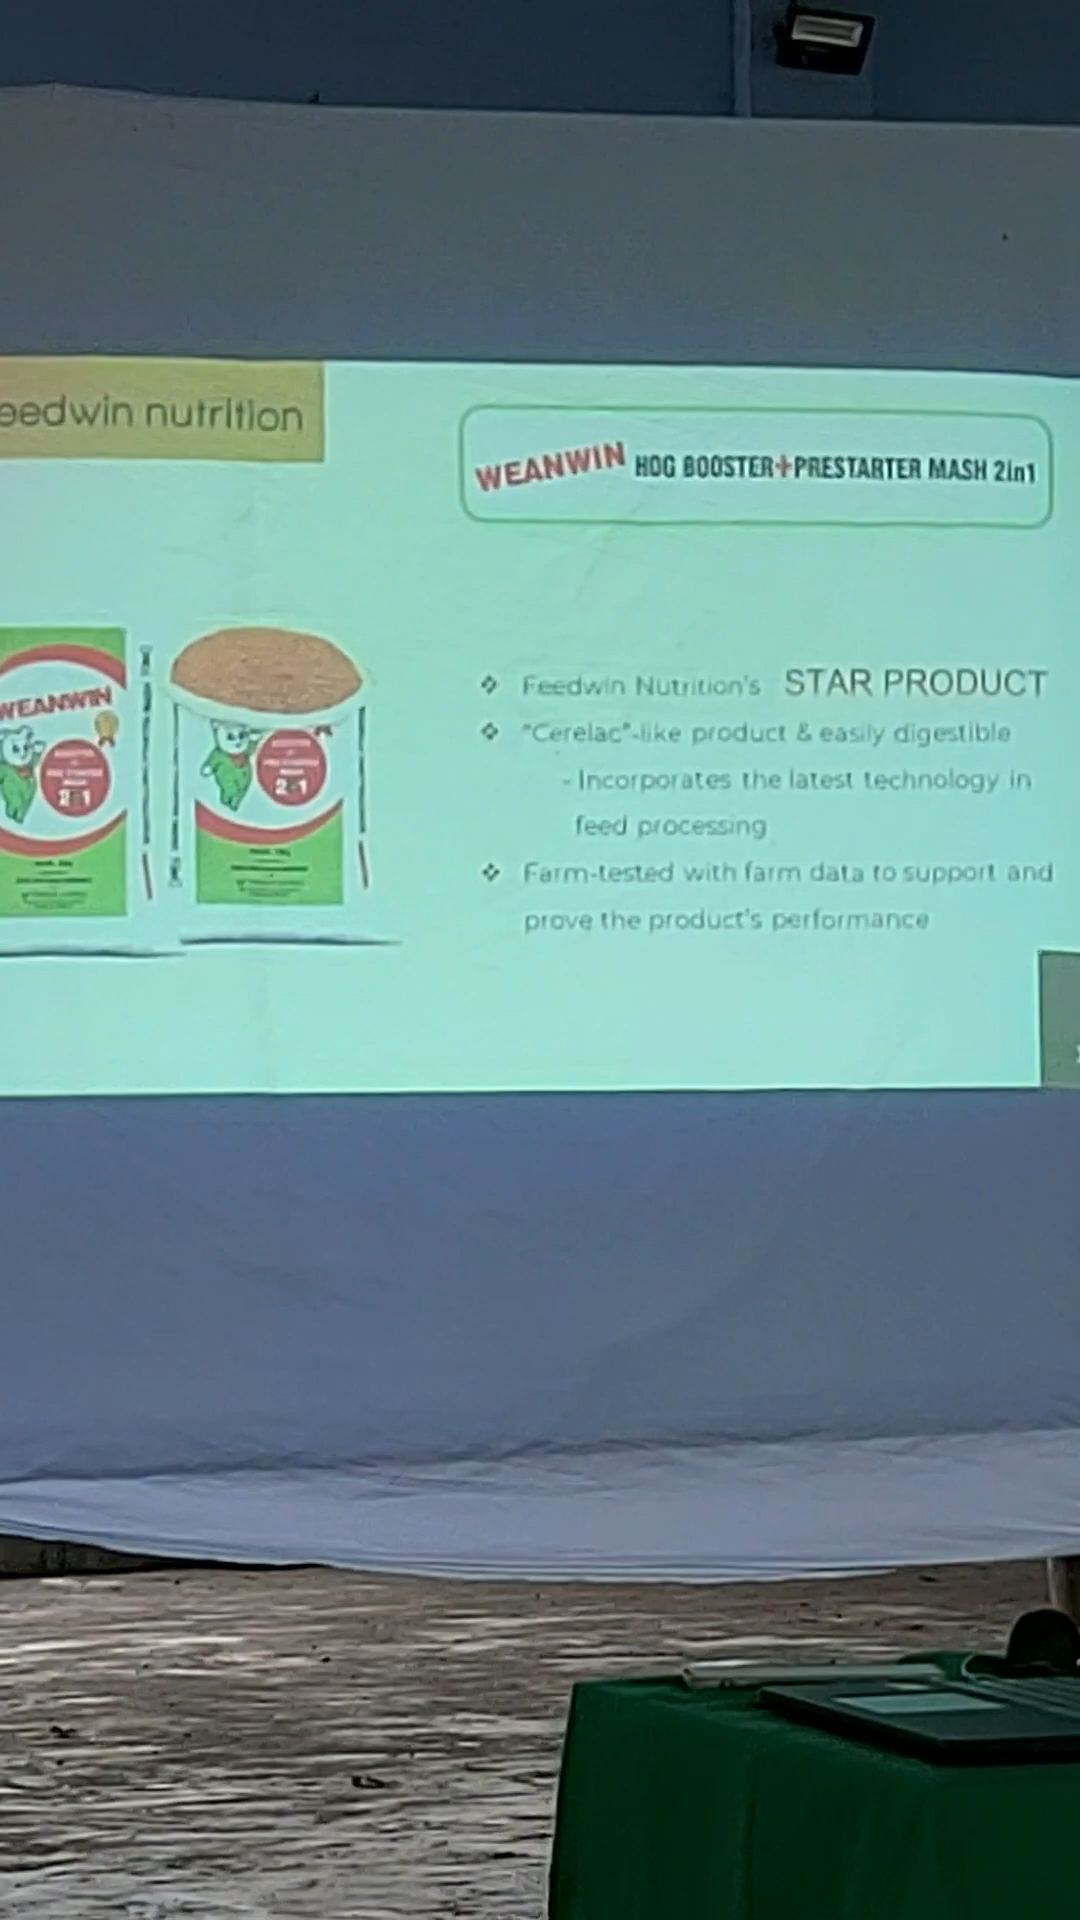 eedwin nutrition
WEANWIN HOG BOOSTER+PRESTARTER MASH 2in1
WEANWIN
2in1
2in1
❖ Feedwin Nutrition's STAR PRODUCT
❖ "Cerelac"-like product & easily digestible
- Incorporates the latest technology in
feed processing
❖ Farm-tested with farm data to support and
prove the product's performance